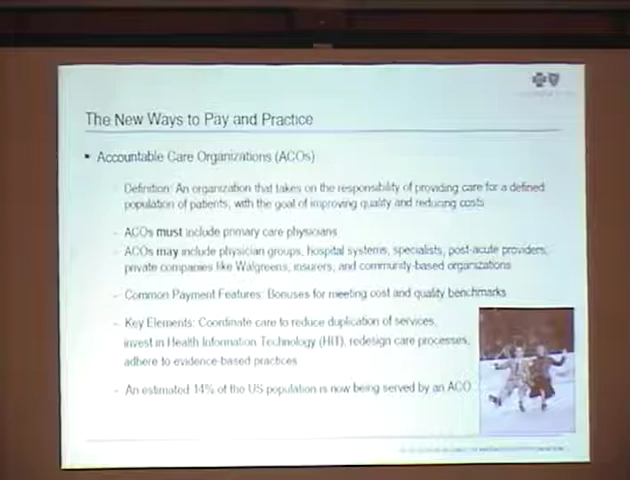 The New Ways to Pay and Practice
▪ Accountable Care Organizations (ACOs)
– Definition: An organization that takes on the responsibility of providing care for a defined
population of patients, with the goal of improving quality and reducing costs
– ACOs must include primary care physicians
– ACOs may include physician groups, hospital systems, specialists, post-acute providers,
private companies like Walgreens, insurers, and community-based organizations
– Common Payment Features: Bonuses for meeting cost and quality benchmarks
– Key Elements: Coordinate care to reduce duplication of services,
invest in Health Information Technology (HIT), redesign care processes,
adhere to evidence-based practices
– An estimated 14% of the US population is now being served by an ACO